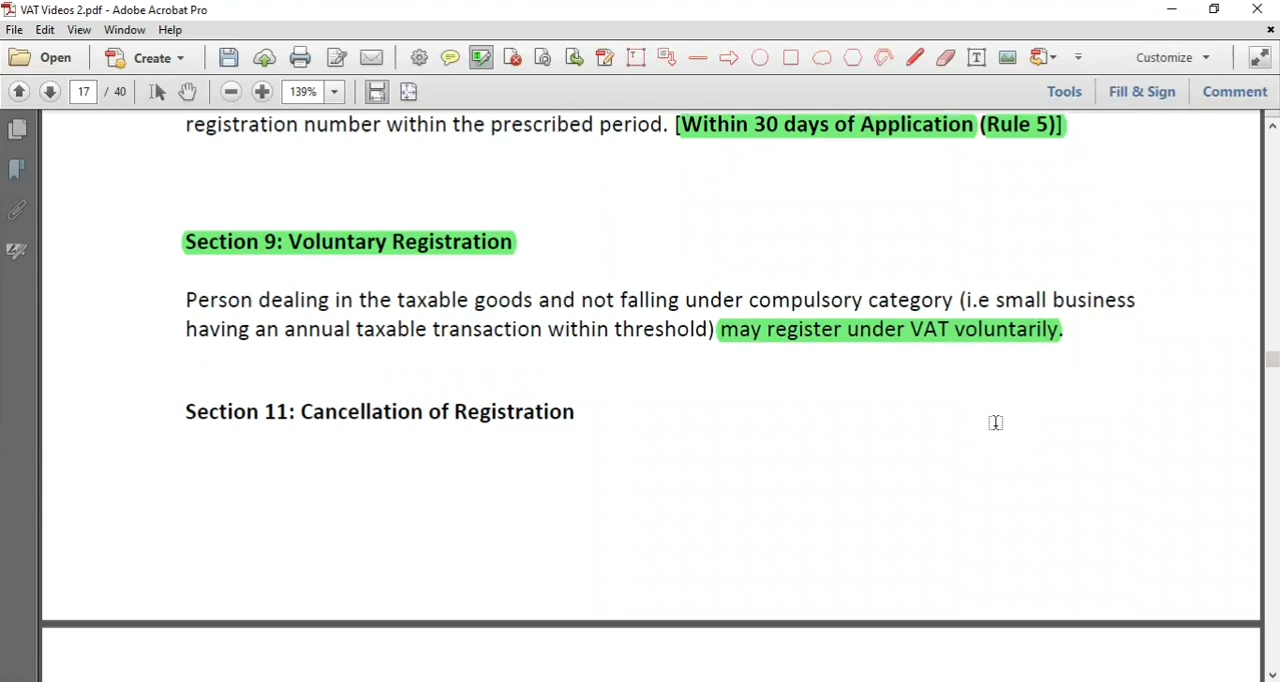 VAT Videos 2.pdf - Adobe Acrobat Pro
File Edit View Window Help
Open Create Customize
17 / 40 139% Tools Fill & Sign Comment
registration number within the prescribed period. [Within 30 days of Application (Rule 5)]
Section 9: Voluntary Registration
Person dealing in the taxable goods and not falling under compulsory category (i.e small business
having an annual taxable transaction within threshold) may register under VAT voluntarily.
Section 11: Cancellation of Registration